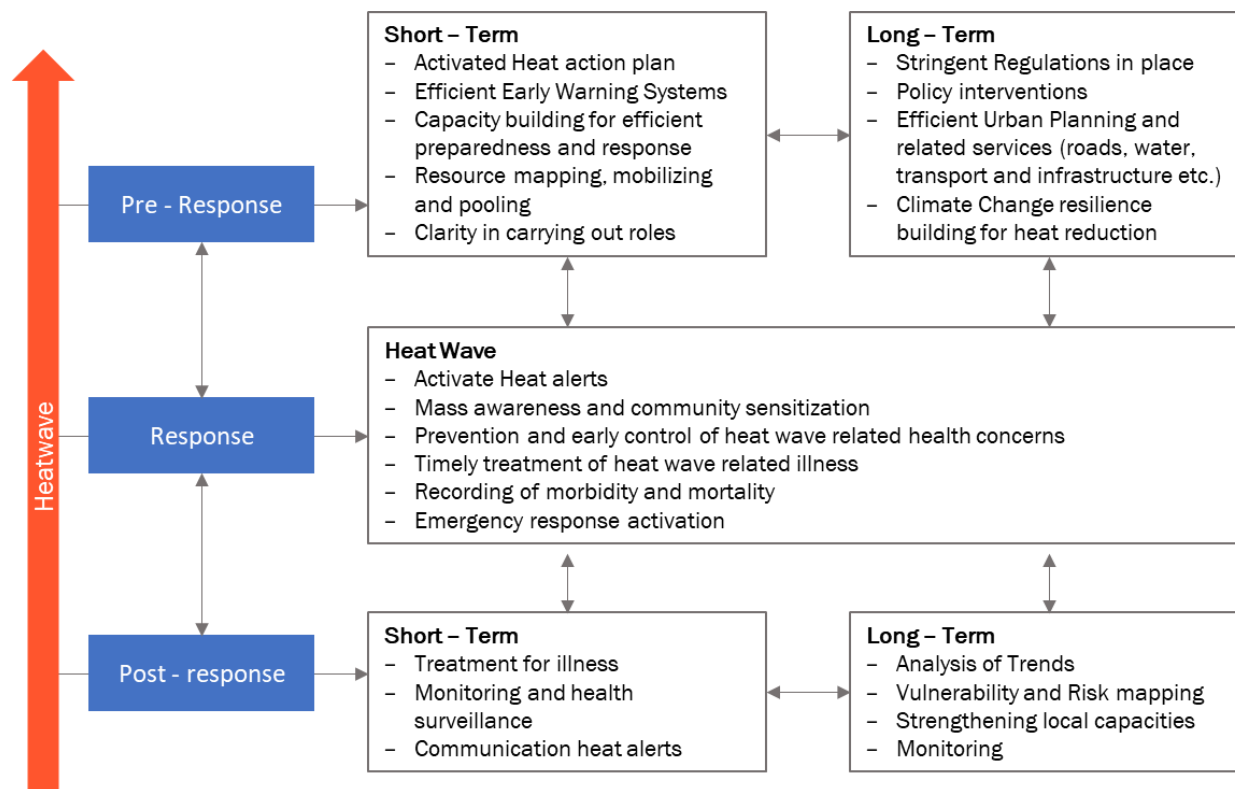 Heatwave
Pre - Response
Short – Term
– Activated Heat action plan
– Efficient Early Warning Systems
– Capacity building for efficient
preparedness and response
– Resource mapping, mobilizing
and pooling
– Clarity in carrying out roles
Long – Term
– Stringent Regulations in place
– Policy interventions
– Efficient Urban Planning and
related services (roads, water,
transport and infrastructure etc.)
– Climate Change resilience
building for heat reduction
Response
Heat Wave
– Activate Heat alerts
– Mass awareness and community sensitization
– Prevention and early control of heat wave related health concerns
– Timely treatment of heat wave related illness
– Recording of morbidity and mortality
– Emergency response activation
Post - response
Short – Term
– Treatment for illness
– Monitoring and health
surveillance
– Communication heat alerts
Long – Term
– Analysis of Trends
– Vulnerability and Risk mapping
– Strengthening local capacities
– Monitoring